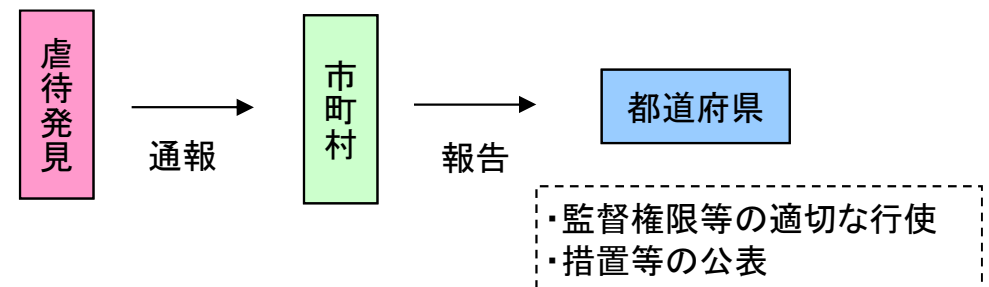 虐待発見
通報
市町村
報告
都道府県
・監督権限等の適切な行使
・措置等の公表